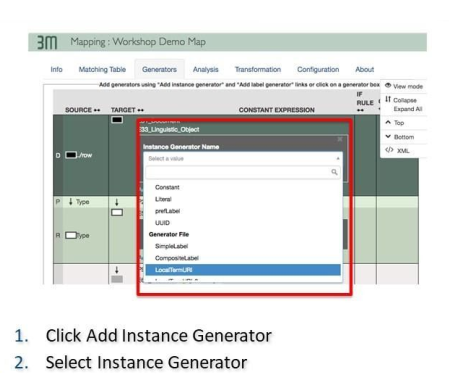 3M Mapping : Workshop Demo Map
Info Matching Table Generators Analysis Transformation Configuration About
Add generators using "Add instance generator" and "Add label generator" links or click on a generator box
View mode
Collapse
Expand All
Top
Bottom
XML
SOURCE TARGET CONSTANT EXPRESSION IF RULE
E33_Linguistic_Object
D /row
Instance Generator Name
Select a value
Constant
Literal
prefLabel
UUID
Generator File
SimpleLabel
CompositeLabel
LocalTermURI
P Type
R Type
1. Click Add Instance Generator
2. Select Instance Generator